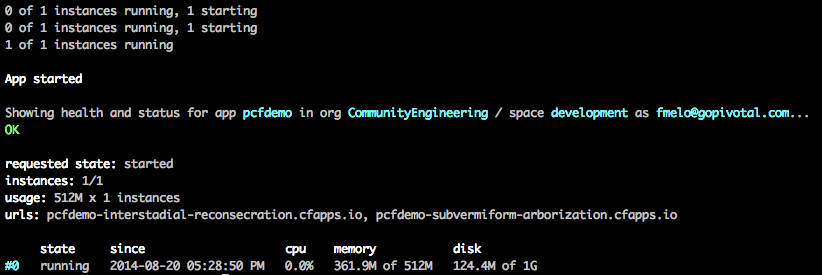 0 of 1 instances running, 1 starting
0 of 1 instances running, 1 starting
1 of 1 instances running
App started
Showing health and status for app pcfdemo in org CommunityEngineering / space development as fmelo@gopivotal.com...
OK
requested state: started
instances: 1/1
usage: 512M x 1 instances
urls: pcfdemo-interstadial-reconsecration.cfapps.io, pcfdemo-subvermiform-arborization.cfapps.io
state since cpu memory disk
#0 running 2014-08-20 05:28:50 PM 0.0% 361.9M of 512M 124.4M of 1G